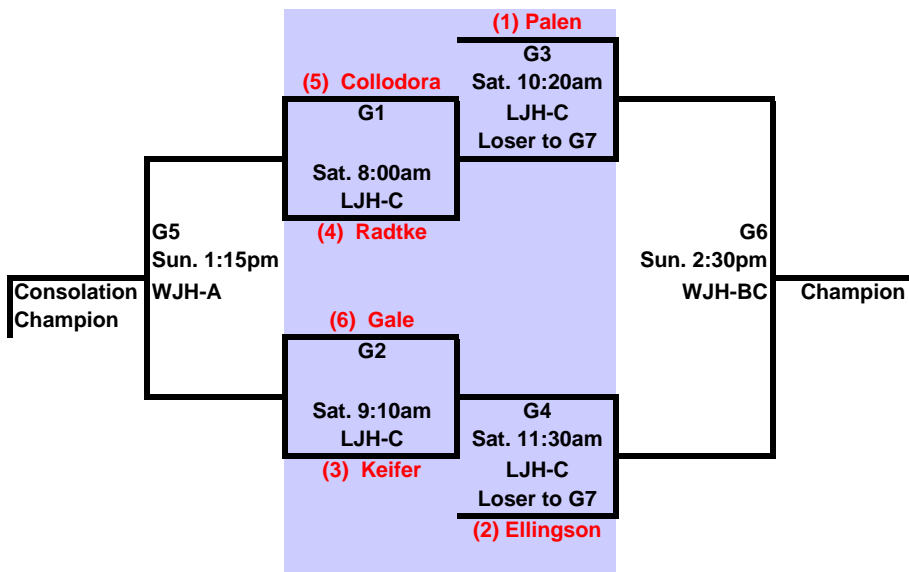 (1) Palen
G3
Sat. 10:20am
LJH-C
Loser to G7
(5) Collodora
G1
Sat. 8:00am
LJH-C
(4) Radtke
G5
Sun. 1:15pm
WJH-A
Consolation
Champion
G6
Sun. 2:30pm
WJH-BC
Champion
(6) Gale
G2
Sat. 9:10am
LJH-C
(3) Keifer
G4
Sat. 11:30am
LJH-C
Loser to G7
(2) Ellingson